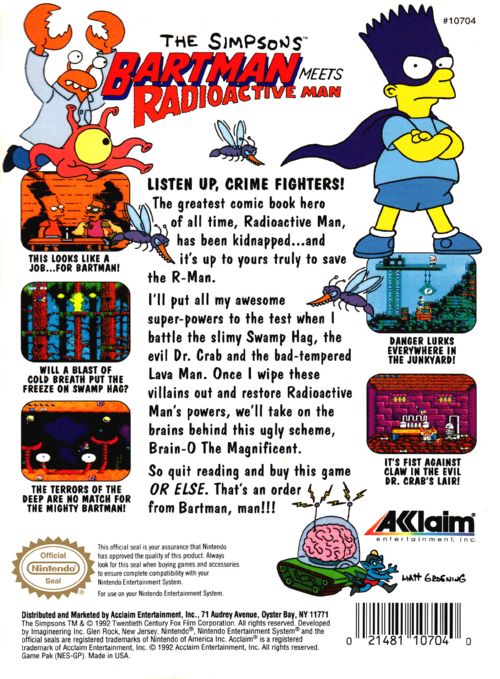 #10704
THE SIMPSONS™
BARTMAN MEETS
RADIOACTIVE MAN
LISTEN UP, CRIME FIGHTERS!
The greatest comic book hero
of all time, Radioactive Man,
has been kidnapped...and
it's up to yours truly to save
the R-Man.
I'll put all my awesome
super-powers to the test when I
battle the slimy Swamp Hag, the
evil Dr. Crab and the bad-tempered
Lava Man. Once I wipe these
villains out and restore Radioactive
Man's powers, we'll take on the
brains behind this ugly scheme,
Brain-O The Magnificent.
So quit reading and buy this game
OR ELSE. That's an order
from Bartman, man!!!
THIS LOOKS LIKE A
JOB...FOR BARTMAN!
WILL A BLAST OF
COLD BREATH PUT THE
FREEZE ON SWAMP HAG?
THE TERRORS OF THE
DEEP ARE NO MATCH FOR
THE MIGHTY BARTMAN!
DANGER LURKS
EVERYWHERE IN
THE JUNKYARD!
IT'S FIST AGAINST
CLAW IN THE EVIL
DR. CRAB'S LAIR!
AKKlaim®
entertainment, inc.
MATT GROENING
Official
Nintendo®
Seal
This official seal is your assurance that Nintendo
has approved the quality of this product. Always
look for this seal when buying games and accessories
to ensure complete compatibility with your
Nintendo Entertainment System.
For use on your Nintendo Entertainment System.
Distributed and Marketed by Acclaim Entertainment, Inc., 71 Audrey Avenue, Oyster Bay, NY 11771
The Simpsons TM & © 1992 Twentieth Century Fox Film Corporation. All rights reserved. Developed
by Imagineering Inc. Glen Rock, New Jersey. Nintendo®, Nintendo Entertainment System® and the
official seals are registered trademarks of Nintendo of America Inc. Acclaim® is a registered
trademark of Acclaim Entertainment, Inc. © 1992 Acclaim Entertainment, Inc. All rights reserved.
Game Pak (NES-GP). Made in USA.
0 21481 10704 0